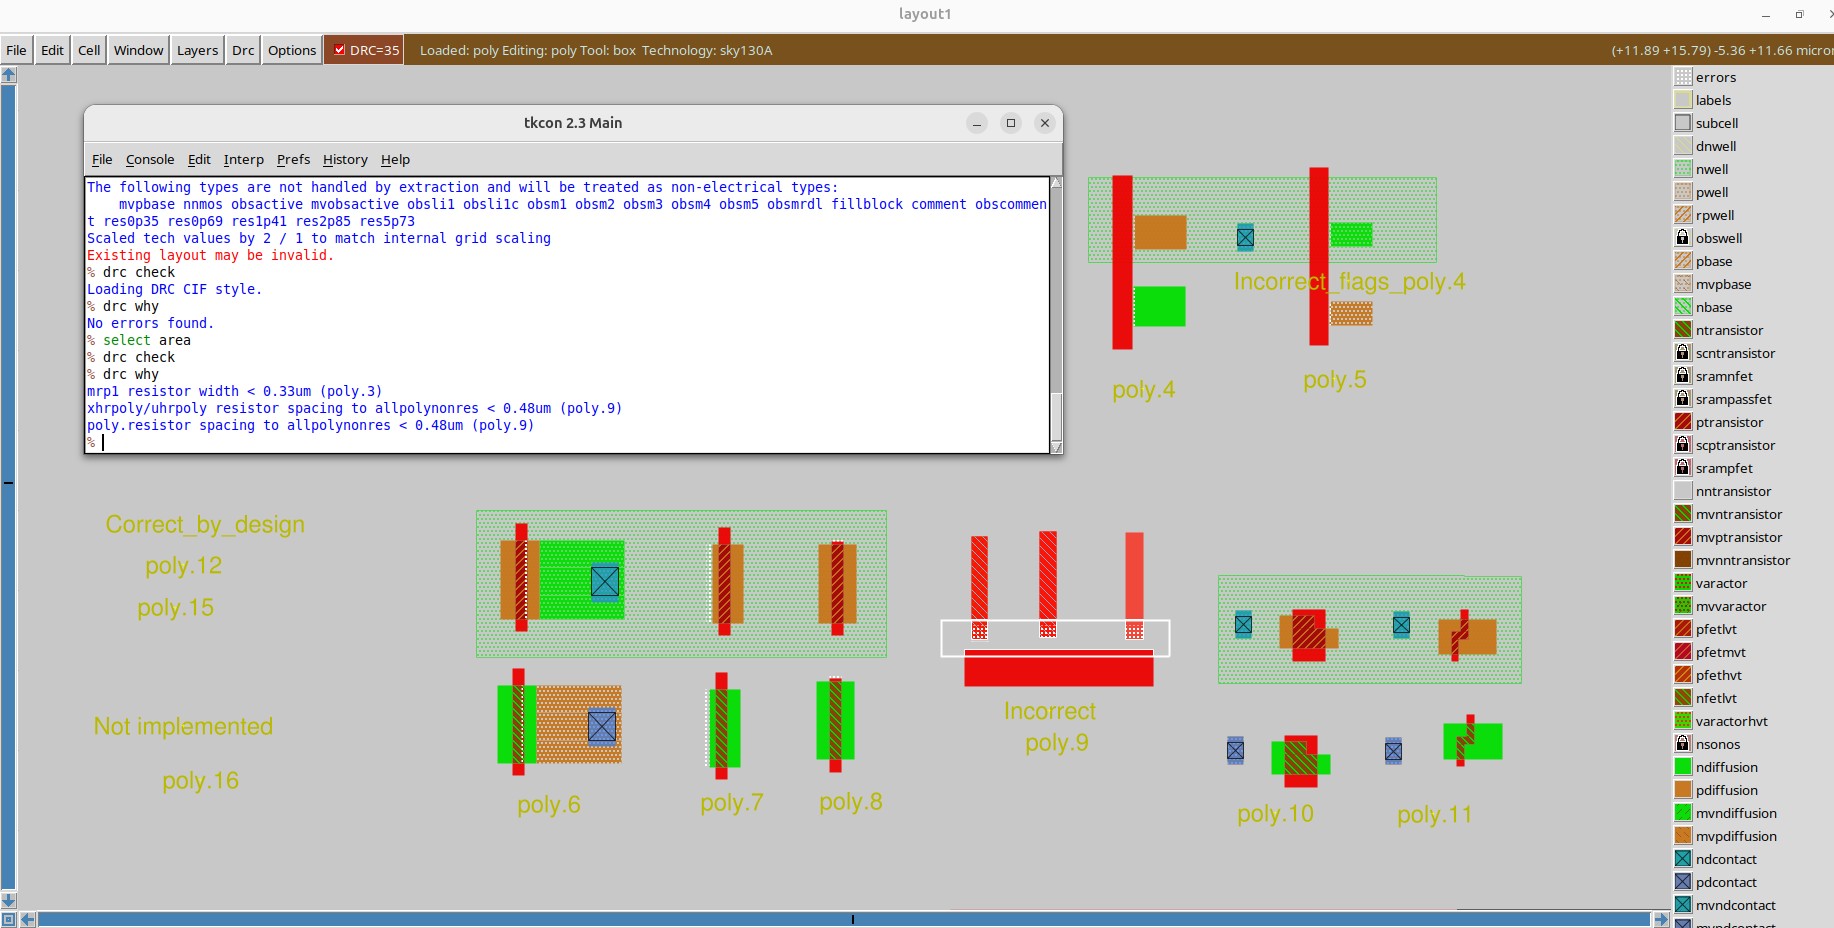 layout1
File Edit Cell Window Layers Drc Options DRC=35 Loaded: poly Editing: poly Tool: box Technology: sky130A (+11.89 +15.79) -5.36 +11.66 micror
tkcon 2.3 Main
File Console Edit Interp Prefs History Help
The following types are not handled by extraction and will be treated as non-electrical types:
mvpbase nnmos obsactive mvobsactive obsli1 obsli1c obsm1 obsm2 obsm3 obsm4 obsm5 obsmrdl fillblock comment obscommen
t res0p35 res0p69 res1p41 res2p85 res5p73
Scaled tech values by 2 / 1 to match internal grid scaling
Existing layout may be invalid.
% drc check
Loading DRC CIF style.
% drc why
No errors found.
% select area
% drc check
% drc why
mrp1 resistor width < 0.33um (poly.3)
xhrpoly/uhrpoly resistor spacing to allpolynonres < 0.48um (poly.9)
poly.resistor spacing to allpolynonres < 0.48um (poly.9)
%
Incorrect_flags_poly.4
poly.4
poly.5
Correct_by_design
poly.12
poly.15
Not implemented
poly.16
poly.6
poly.7
poly.8
Incorrect
poly.9
poly.10
poly.11
errors
labels
subcell
dnwell
nwell
pwell
rpwell
obswell
pbase
mvpbase
nbase
ntransistor
scntransistor
sramnfet
srampassfet
ptransistor
scptransistor
srampfet
nntransistor
mvntransistor
mvptransistor
mvnntransistor
varactor
mvvaractor
pfetlvt
pfetmvt
pfethvt
nfetlvt
varactorhvt
nsonos
ndiffusion
pdiffusion
mvndiffusion
mvpdiffusion
ndcontact
pdcontact
mvndcontact